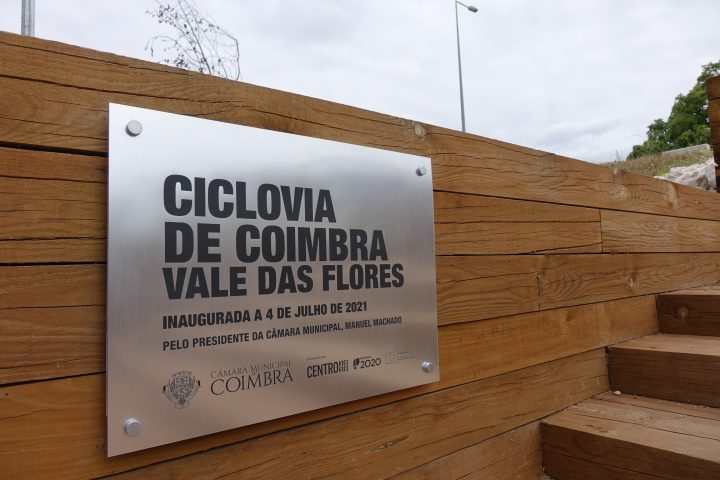 CICLOVIA
DE COIMBRA
VALE DAS FLORES
INAUGURADA A 4 DE JULHO DE 2021
PELO PRESIDENTE DA CÂMARA MUNICIPAL, MANUEL MACHADO
CÂMARA MUNICIPAL
COIMBRA
CENTRO
2020